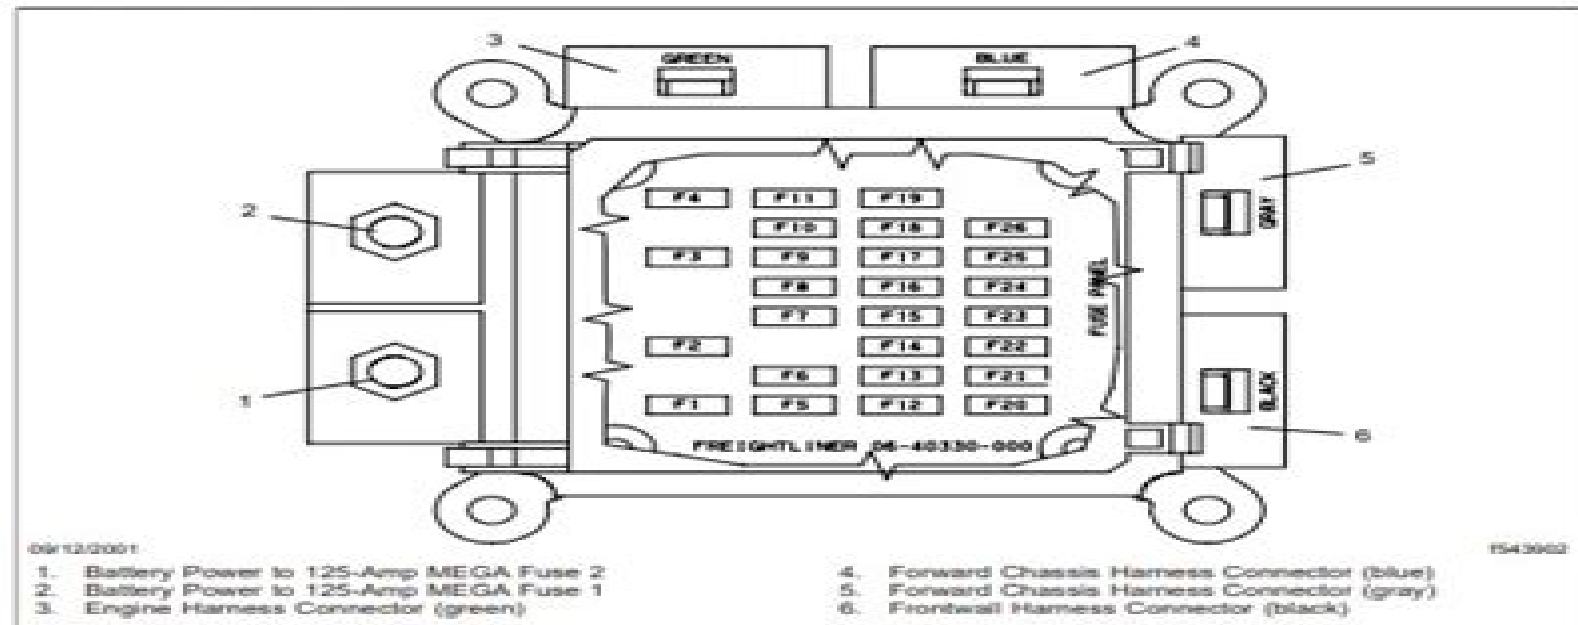 3
4
GREEN
BLUE
5
GRAY
2
F4 F11 F19
F10 F18 F26
F3 F9 F17 F25
F8 F16 F24
F7 F15 F23
F2 F14 F22
F6 F13 F21
F1 F5 F12 F20
FUSE PANEL
1
BLACK
6
FREIGHTLINER 06-40330-000
09/12/2001
f543902
1. Battery Power to 125-Amp MEGA Fuse 2
2. Battery Power to 125-Amp MEGA Fuse 1
3. Engine Harness Connector (green)
4. Forward Chassis Harness Connector (blue)
5. Forward Chassis Harness Connector (gray)
6. Frontwall Harness Connector (black)